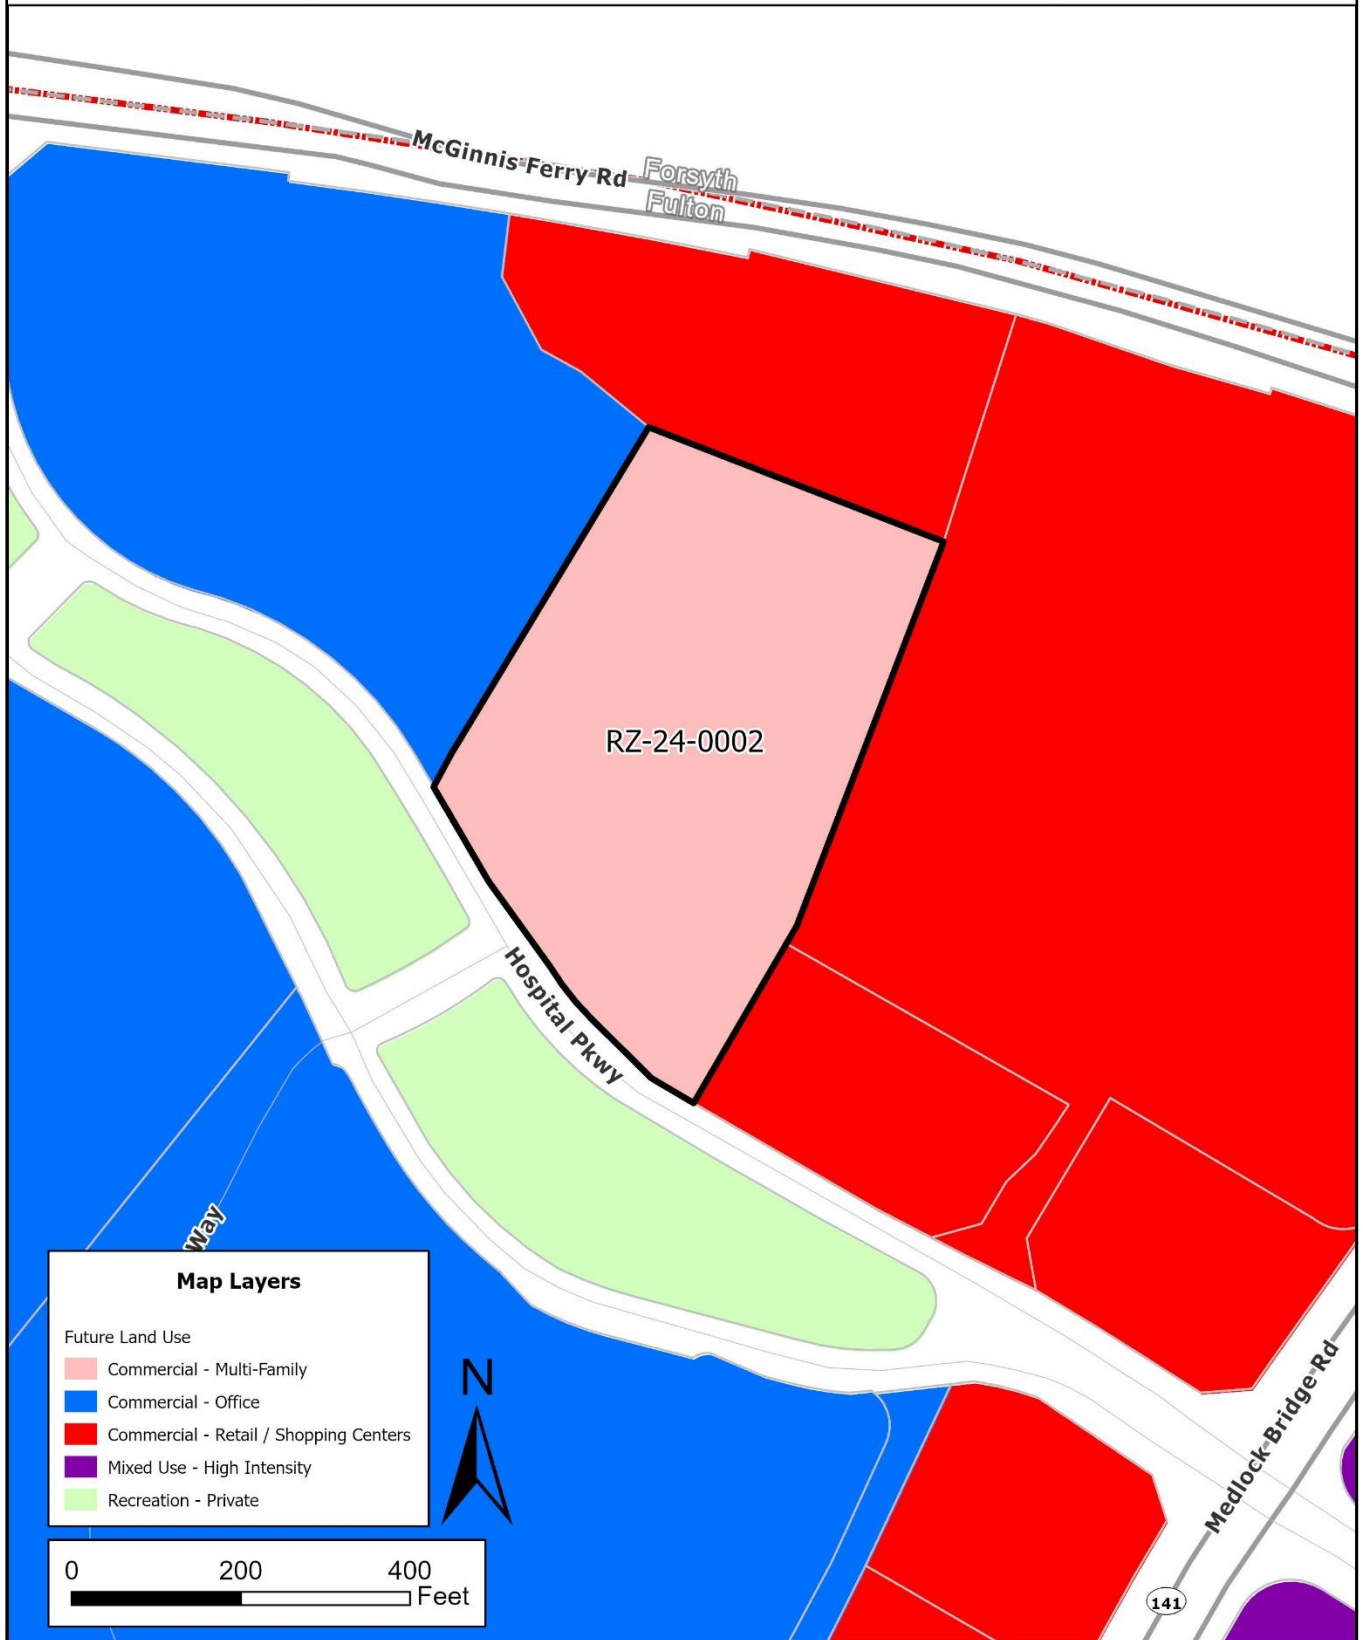 McGinnis Ferry Rd
Forsyth
Fulton
RZ-24-0002
Hospital Pkwy
Way
Map Layers
Future Land Use
Commercial - Multi-Family
Commercial - Office
Commercial - Retail / Shopping Centers
Mixed Use - High Intensity
Recreation - Private
N
0 200 400
Feet
Medlock Bridge Rd
141